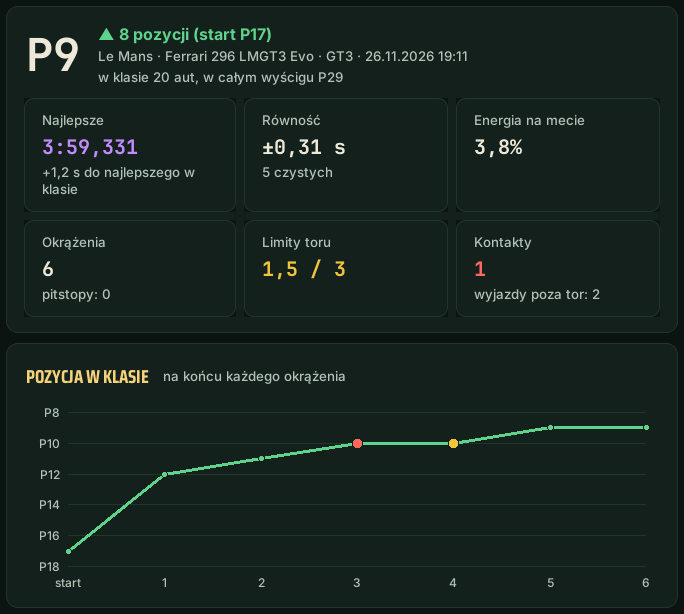 P9
▲ 8 pozycji (start P17)
Le Mans · Ferrari 296 LMGT3 Evo · GT3 · 26.11.2026 19:11
w klasie 20 aut, w całym wyścigu P29
Najlepsze
3:59,331
+1,2 s do najlepszego w
klasie
Równość
±0,31 s
5 czystych
Energia na mecie
3,8%
Okrążenia
6
pitstopy: 0
Limity toru
1,5 / 3
Kontakty
1
wyjazdy poza tor: 2
POZYCJA W KLASIE na końcu każdego okrążenia
P8
P10
P12
P14
P16
P18
start 1 2 3 4 5 6